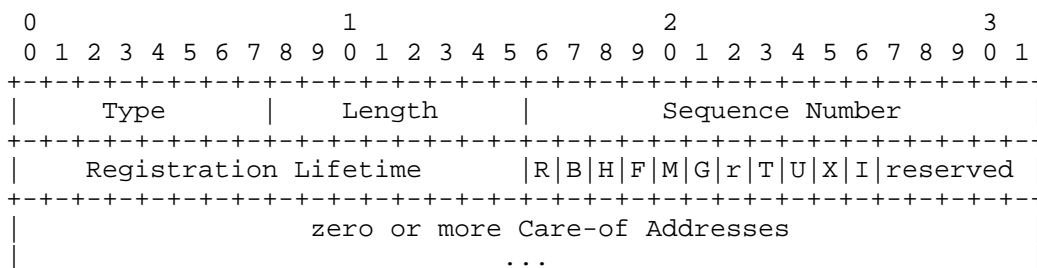 0                   1                   2                   3
 0 1 2 3 4 5 6 7 8 9 0 1 2 3 4 5 6 7 8 9 0 1 2 3 4 5 6 7 8 9 0 1
+-+-+-+-+-+-+-+-+-+-+-+-+-+-+-+-+-+-+-+-+-+-+-+-+-+-+-+-+-+-+-+--
|     Type      |    Length     |        Sequence Number        |
+-+-+-+-+-+-+-+-+-+-+-+-+-+-+-+-+-+-+-+-+-+-+-+-+-+-+-+-+-+-+-+--
|    Registration Lifetime      |R|B|H|F|M|G|r|T|U|X|I|reserved |
+-+-+-+-+-+-+-+-+-+-+-+-+-+-+-+-+-+-+-+-+-+-+-+-+-+-+-+-+-+-+-+--
|                  zero or more Care-of Addresses               |
|                              ...                              |